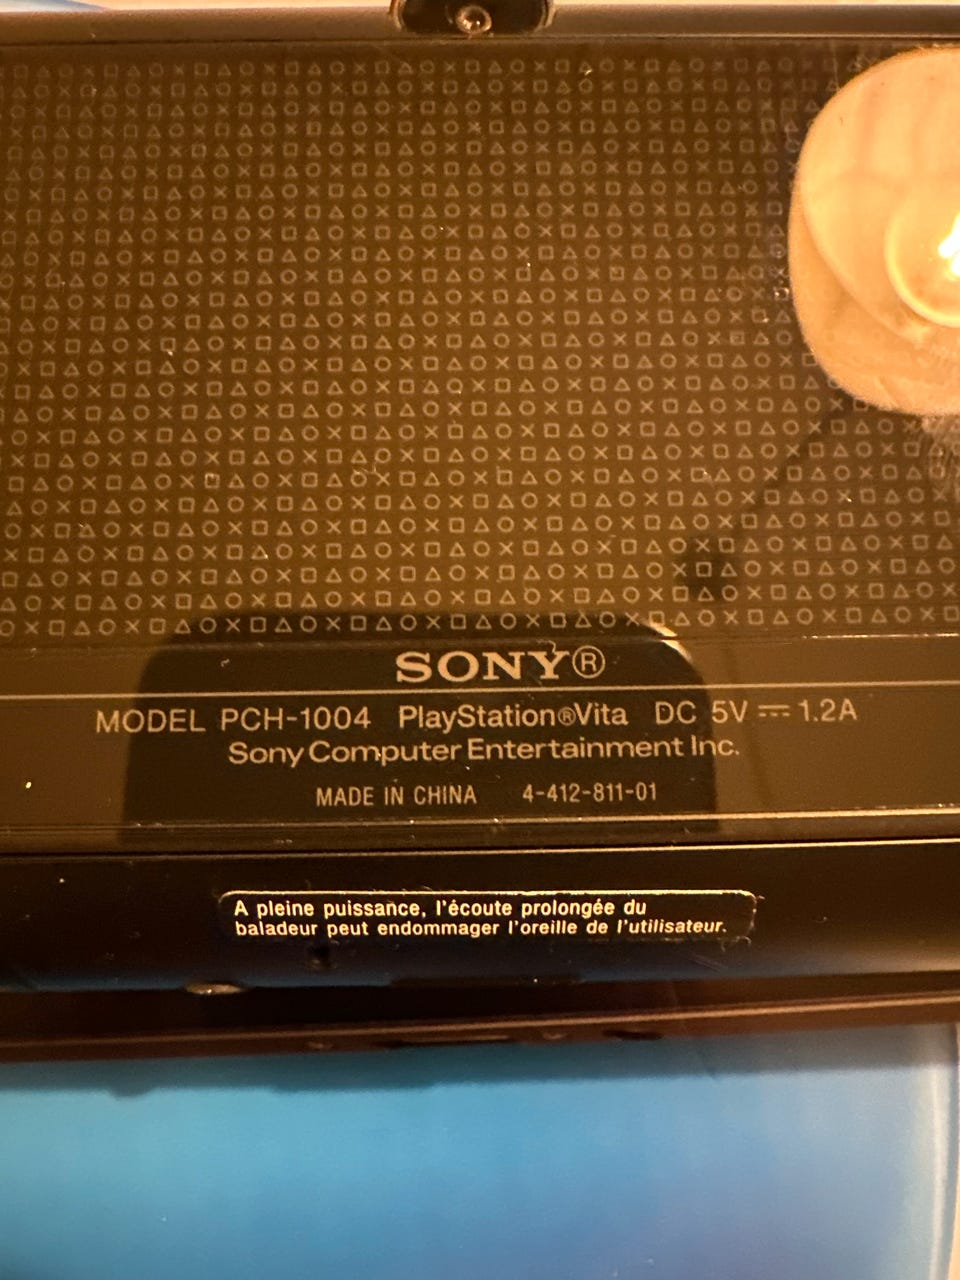 SONY®
MODEL PCH-1004 PlayStation®Vita DC 5V ⎓ 1.2A
Sony Computer Entertainment Inc.
MADE IN CHINA 4-412-811-01
A pleine puissance, l'écoute prolongée du
baladeur peut endommager l'oreille de l'utilisateur.